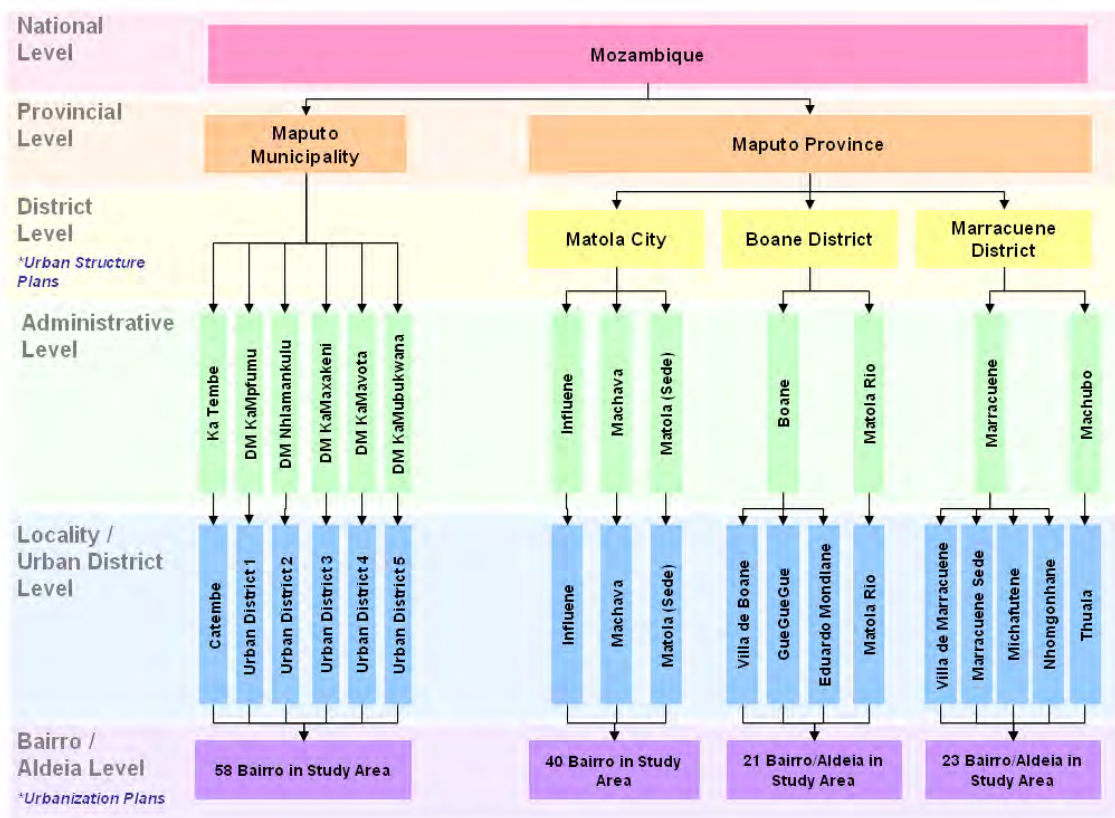 National
Level
Mozambique
Provincial
Level
Maputo
Municipality
Maputo Province
District
Level
*Urban Structure
Plans
Matola City
Boane District
Marracuene
District
Administrative
Level
Ka Tembe
DM KaMpfumu
DM Nhlamankulu
DM KaMaxakeni
DM KaMavota
DM KaMubukwana
Influene
Machava
Matola (Sede)
Boane
Matola Rio
Marracuene
Machubo
Locality /
Urban District
Level
Catembe
Urban District 1
Urban District 2
Urban District 3
Urban District 4
Urban District 5
Influene
Machava
Matola (Sede)
Villa de Boane
GueGueGue
Eduardo Mondlane
Matola Rio
Villa de Marracuene
Marracuene Sede
Michafutene
Nhomgonhane
Thuala
Bairro /
Aldeia Level
*Urbanization Plans
58 Bairro in Study Area
40 Bairro in Study
Area
21 Bairro/Aldeia in
Study Area
23 Bairro/Aldeia in
Study Area